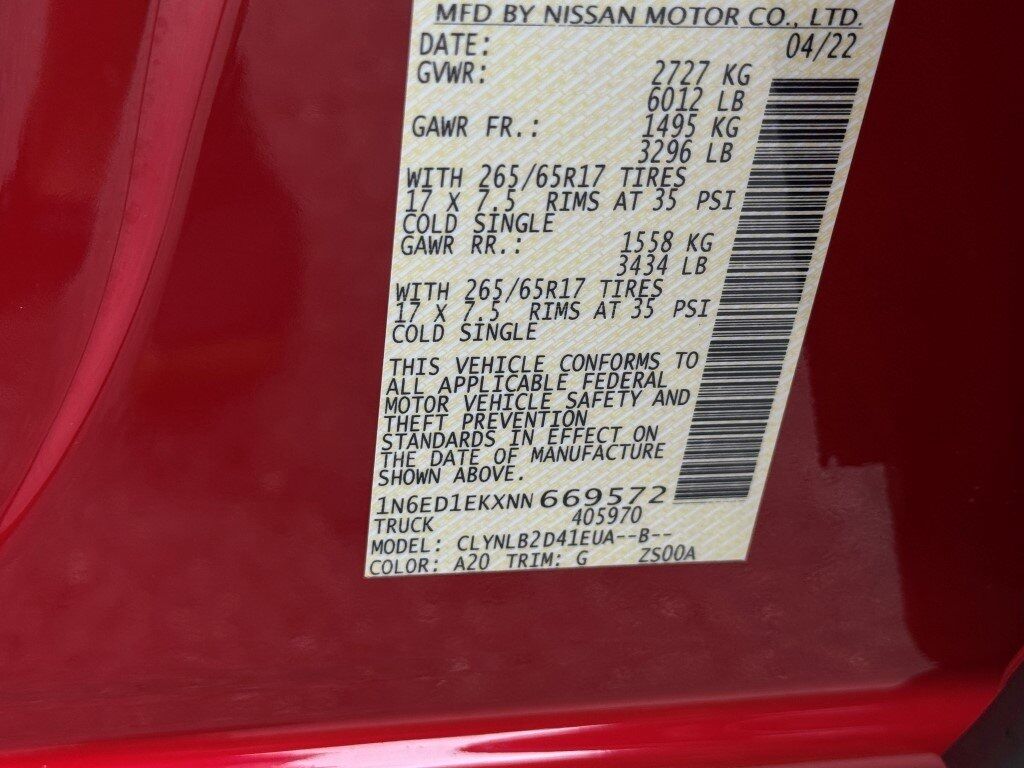 MFD BY NISSAN MOTOR CO., LTD.
DATE: 04/22
GVWR: 2727 KG
6012 LB
GAWR FR.: 1495 KG
3296 LB
WITH 265/65R17 TIRES
17 X 7.5 RIMS AT 35 PSI
COLD SINGLE
GAWR RR.: 1558 KG
3434 LB
WITH 265/65R17 TIRES
17 X 7.5 RIMS AT 35 PSI
COLD SINGLE
THIS VEHICLE CONFORMS TO
ALL APPLICABLE FEDERAL
MOTOR VEHICLE SAFETY AND
THEFT PREVENTION
STANDARDS IN EFFECT ON
THE DATE OF MANUFACTURE
SHOWN ABOVE.
1N6ED1EKXNN669572
TRUCK 405970
MODEL: CLYNLB2D41EUA--B--
COLOR: A20 TRIM: G ZS00A